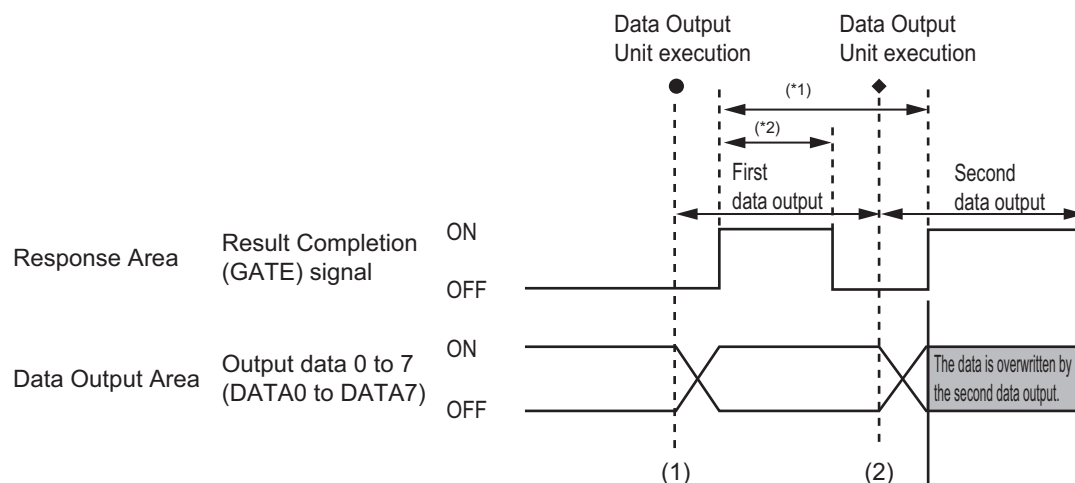 Data Output
Unit execution
Data Output
Unit execution
(*1)
(*2)
First
data output
Second
data output
Response Area
Result Completion
(GATE) signal
ON
OFF
Data Output Area
Output data 0 to 7
(DATA0 to DATA7)
ON
OFF
The data is overwritten by
the second data output.
(1)
(2)